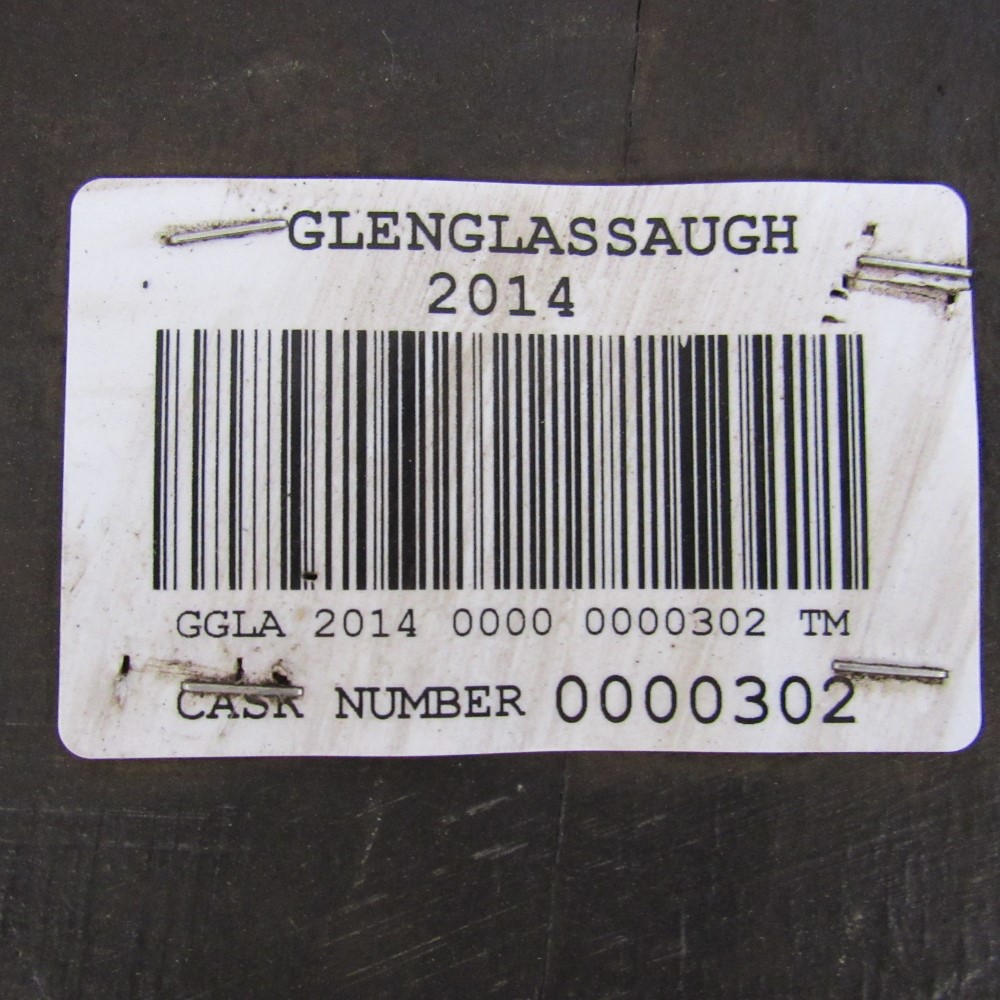 GLENGLASSAUGH
2014
GGLA 2014 0000 0000302 TM
CASK NUMBER 0000302